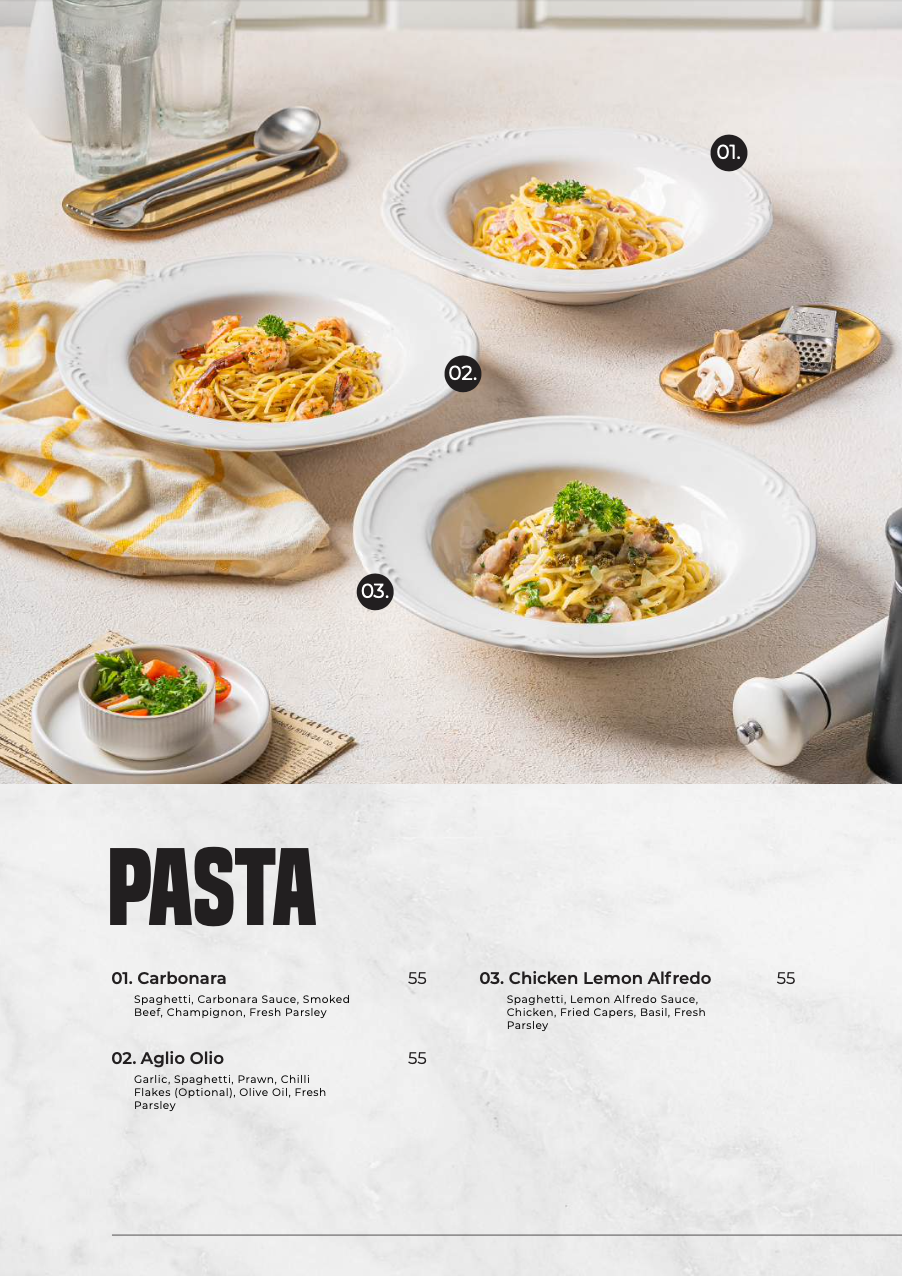 01.
02.
03.
PASTA
01. Carbonara 55
Spaghetti, Carbonara Sauce, Smoked
Beef, Champignon, Fresh Parsley
02. Aglio Olio 55
Garlic, Spaghetti, Prawn, Chilli
Flakes (Optional), Olive Oil, Fresh
Parsley
03. Chicken Lemon Alfredo 55
Spaghetti, Lemon Alfredo Sauce,
Chicken, Fried Capers, Basil, Fresh
Parsley